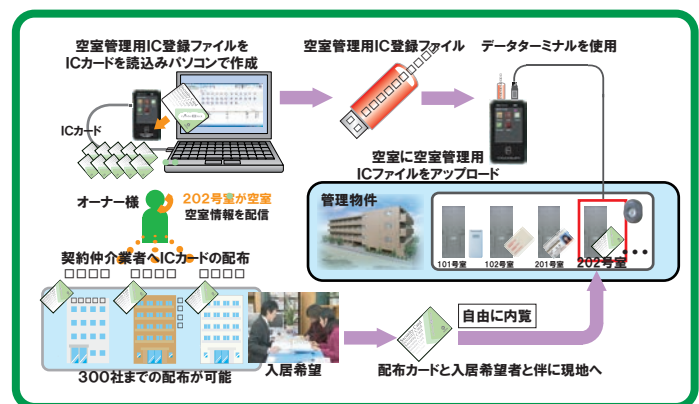 空室管理用IC登録ファイルを
ICカードを読込みパソコンで作成
空室管理用IC登録ファイル
データターミナルを使用
ICカード
空室に空室管理用
ICファイルをアップロード
オーナー様
202号室が空室
空室情報を配信
管理物件
101号室
102号室
201号室
202号室
契約仲介業者へICカードの配布
300社までの配布が可能
入居希望
自由に内覧
配布カードと入居希望者と伴に現地へ